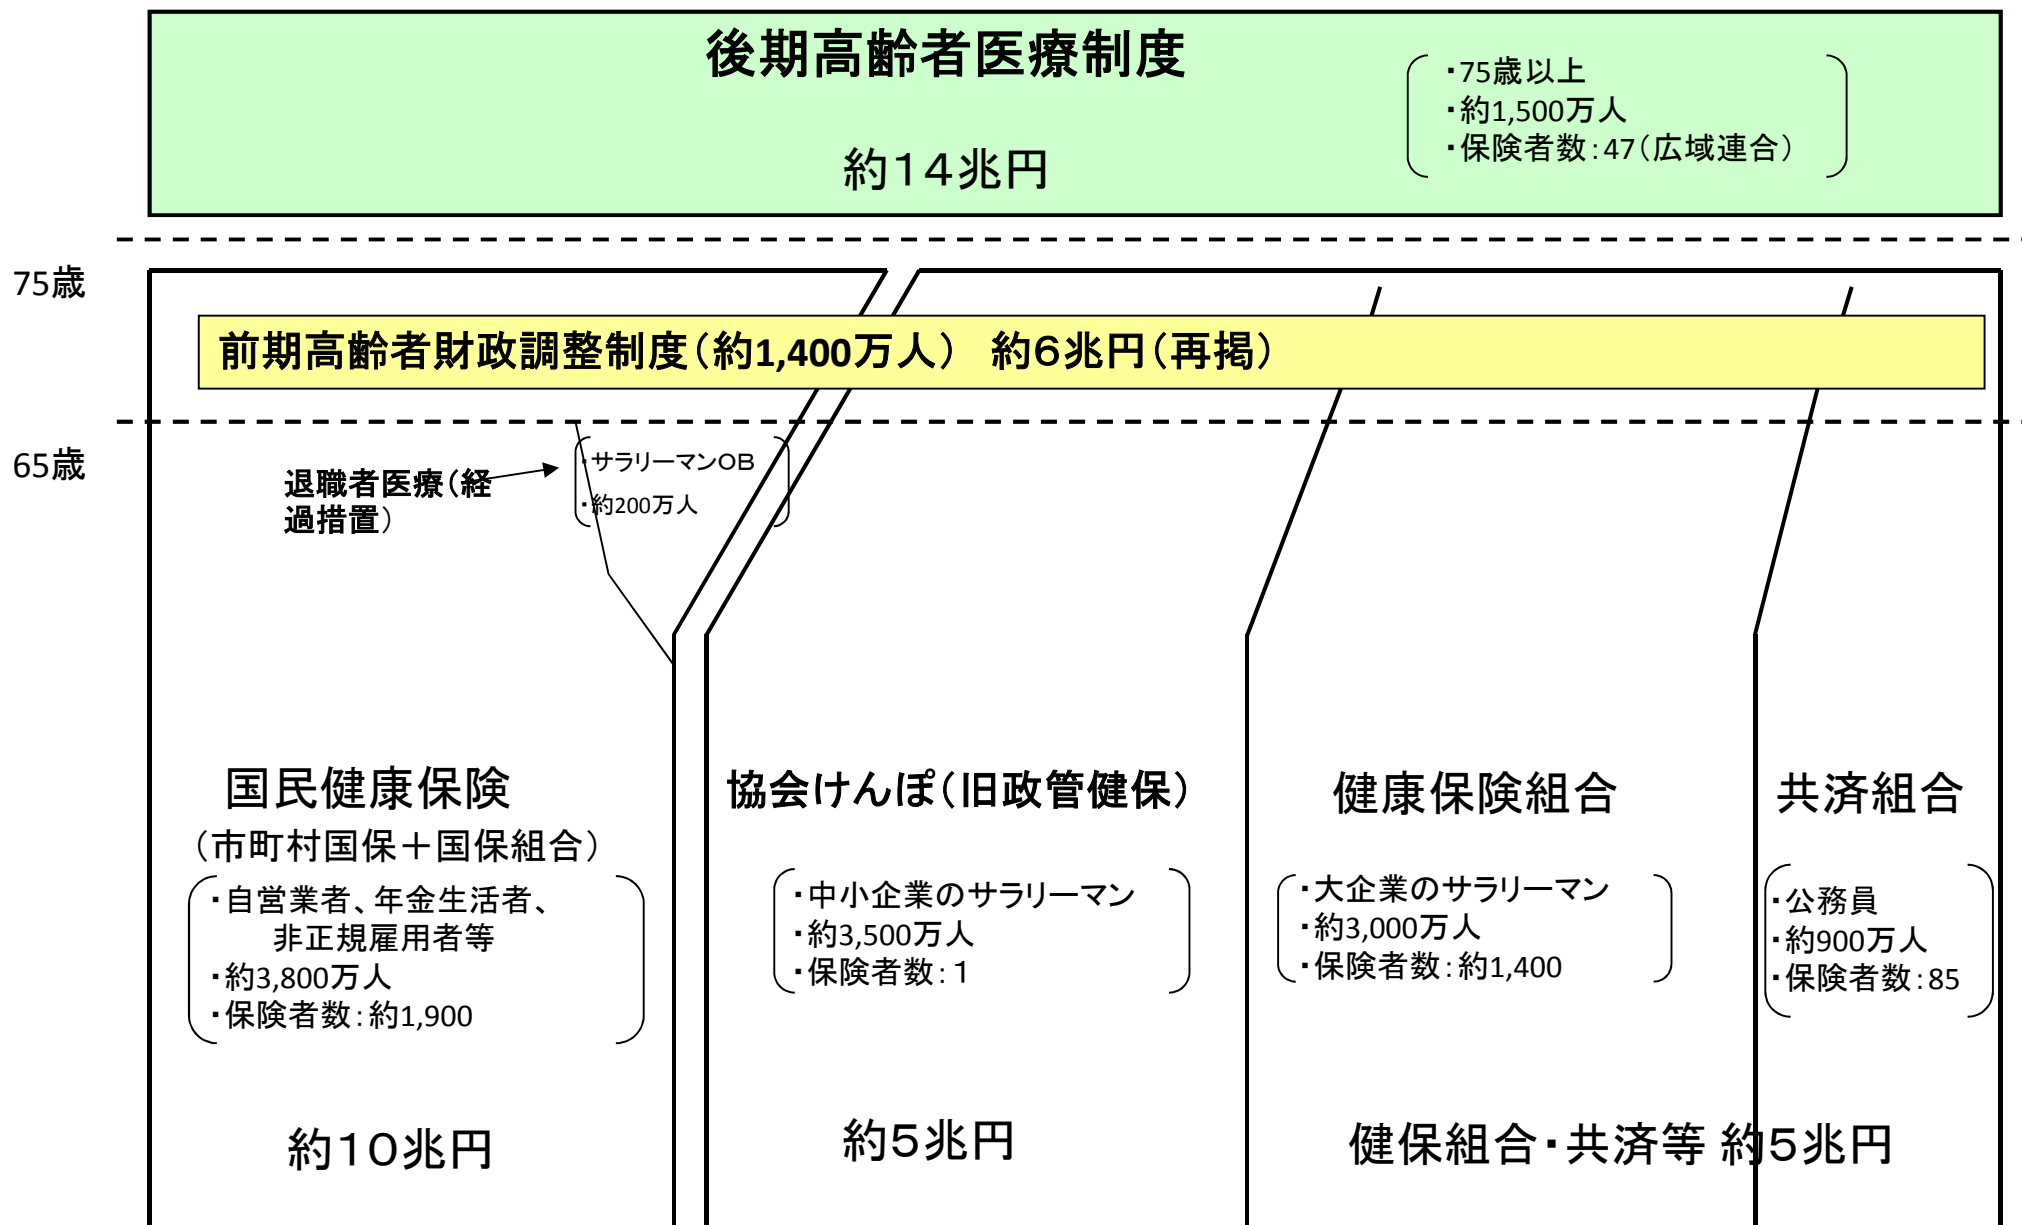 後期高齢者医療制度
約14兆円
・75歳以上
・約1,500万人
・保険者数:47(広域連合)
75歳
前期高齢者財政調整制度(約1,400万人) 約6兆円(再掲)
65歳
退職者医療(経
過措置)
・サラリーマンOB
・約200万人
国民健康保険
(市町村国保+国保組合)
・自営業者、年金生活者、
非正規雇用者等
・約3,800万人
・保険者数:約1,900
約10兆円
協会けんぽ(旧政管健保)
・中小企業のサラリーマン
・約3,500万人
・保険者数:1
約5兆円
健康保険組合
・大企業のサラリーマン
・約3,000万人
・保険者数:約1,400
共済組合
・公務員
・約900万人
・保険者数:85
健保組合・共済等 約5兆円